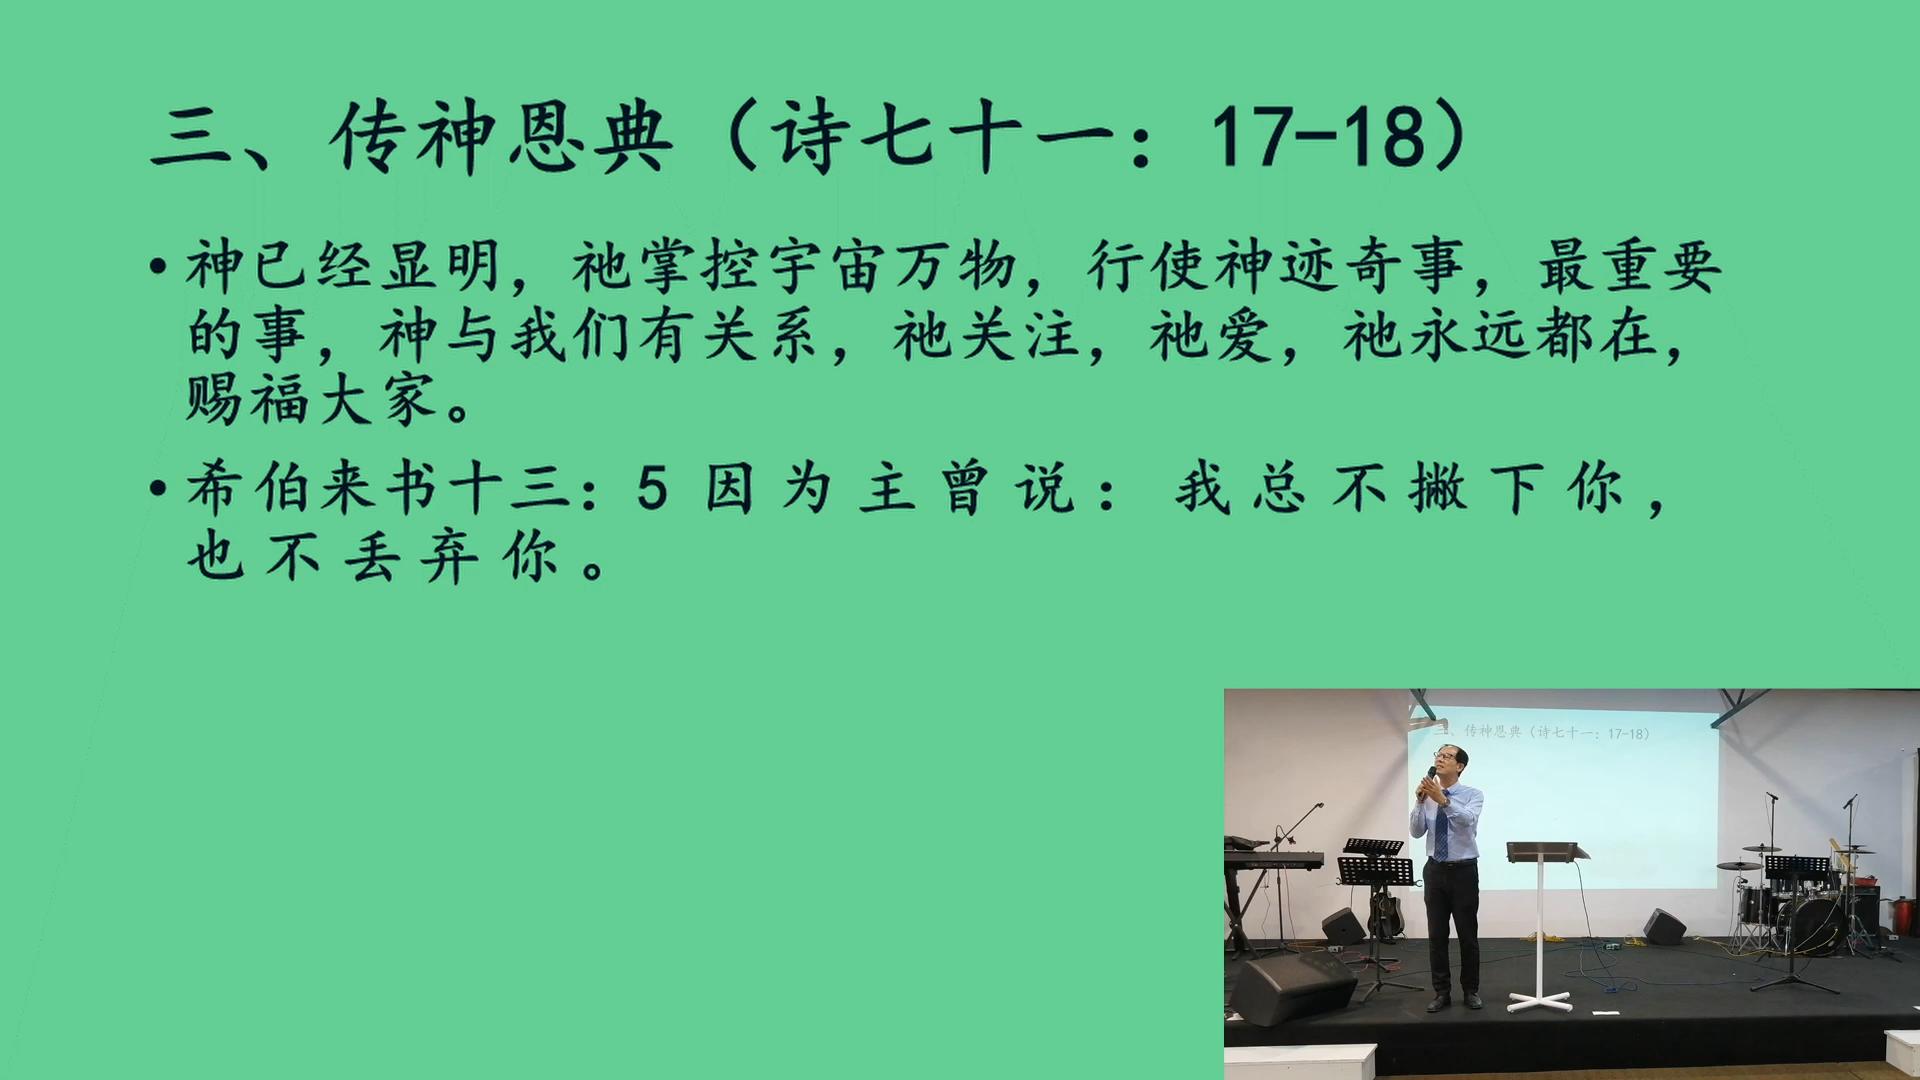 三、传神恩典（诗七十一：17-18）
•神已经显明，祂掌控宇宙万物，行使神迹奇事，最重要
的事，神与我们有关系，祂关注，祂爱，祂永远都在，
赐福大家。
•希伯来书十三：5 因 为 主 曾 说 ： 我 总 不 撇 下 你 ，
也 不 丢 弃 你 。
三、传神恩典（诗七十一：17-18）